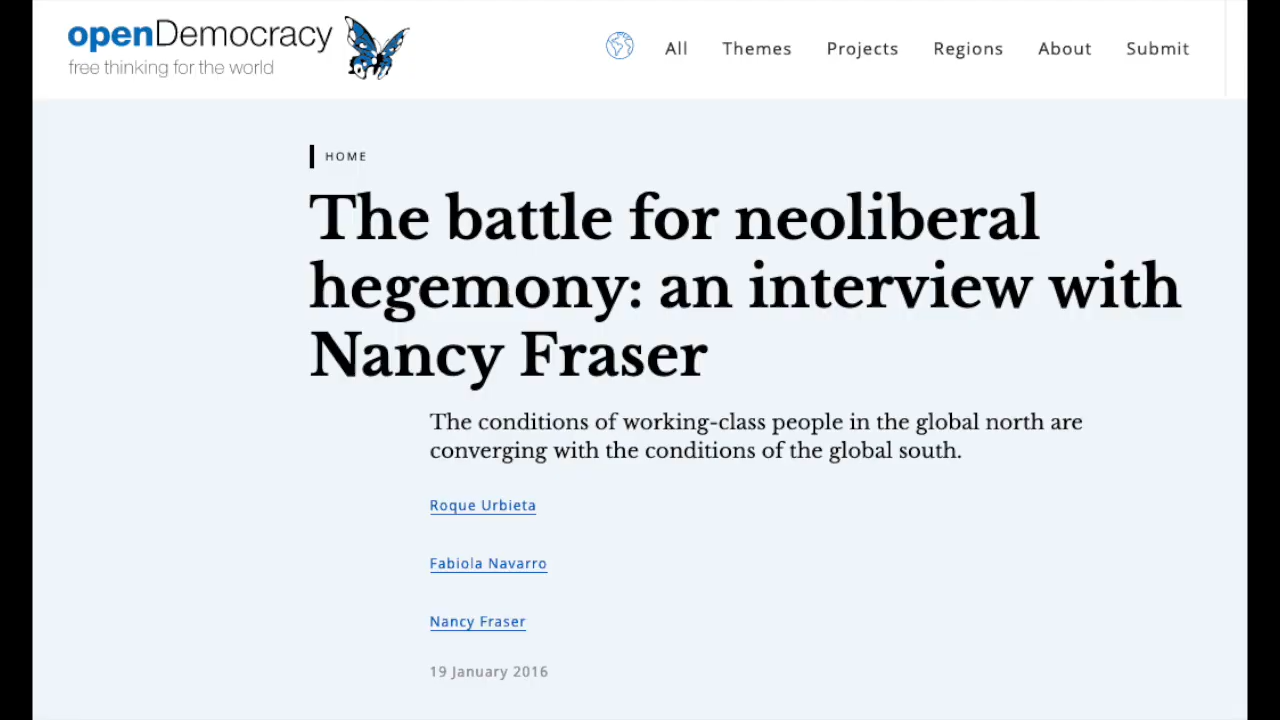 openDemocracy
free thinking for the world
All Themes Projects Regions About Submit
HOME
The battle for neoliberal
hegemony: an interview with
Nancy Fraser
The conditions of working-class people in the global north are
converging with the conditions of the global south.
Roque Urbieta
Fabiola Navarro
Nancy Fraser
19 January 2016